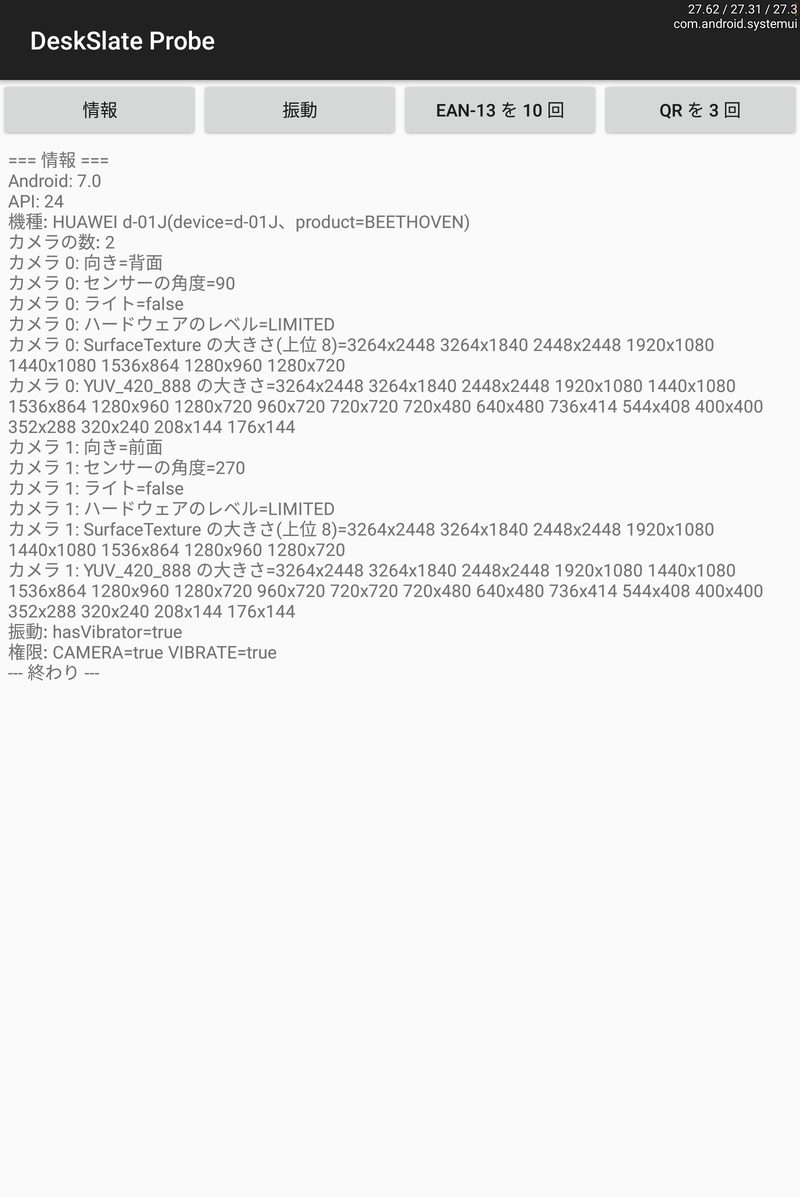 27.62 / 27.31 / 27.3
com.android.systemui
DeskSlate Probe
情報
振動
EAN-13 を 10 回
QR を 3 回
=== 情報 ===
Android: 7.0
API: 24
機種: HUAWEI d-01J(device=d-01J、product=BEETHOVEN)
カメラの数: 2
カメラ 0: 向き=背面
カメラ 0: センサーの角度=90
カメラ 0: ライト=false
カメラ 0: ハードウェアのレベル=LIMITED
カメラ 0: SurfaceTexture の大きさ(上位 8)=3264x2448 3264x1840 2448x2448 1920x1080
1440x1080 1536x864 1280x960 1280x720
カメラ 0: YUV_420_888 の大きさ=3264x2448 3264x1840 2448x2448 1920x1080 1440x1080
1536x864 1280x960 1280x720 960x720 720x720 720x480 640x480 736x414 544x408 400x400
352x288 320x240 208x144 176x144
カメラ 1: 向き=前面
カメラ 1: センサーの角度=270
カメラ 1: ライト=false
カメラ 1: ハードウェアのレベル=LIMITED
カメラ 1: SurfaceTexture の大きさ(上位 8)=3264x2448 3264x1840 2448x2448 1920x1080
1440x1080 1536x864 1280x960 1280x720
カメラ 1: YUV_420_888 の大きさ=3264x2448 3264x1840 2448x2448 1920x1080 1440x1080
1536x864 1280x960 1280x720 960x720 720x720 720x480 640x480 736x414 544x408 400x400
352x288 320x240 208x144 176x144
振動: hasVibrator=true
権限: CAMERA=true VIBRATE=true
--- 終わり ---